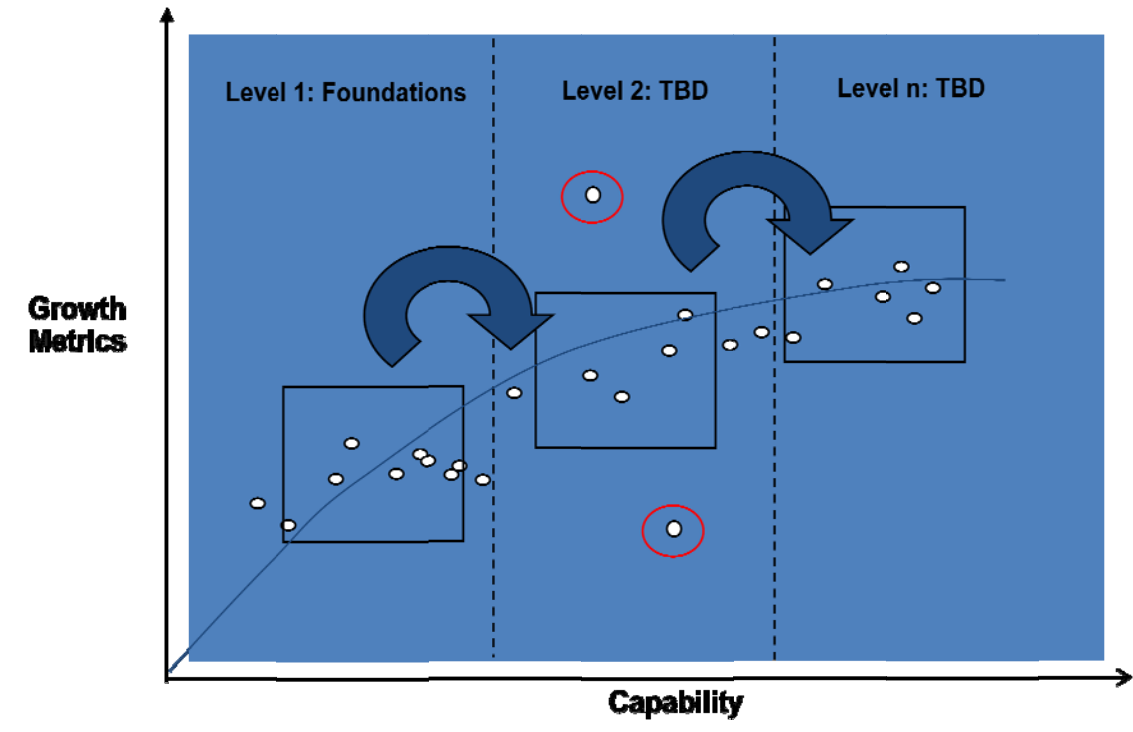 Level 1: Foundations
Level 2: TBD
Level n: TBD
Growth
Metrics
Capability